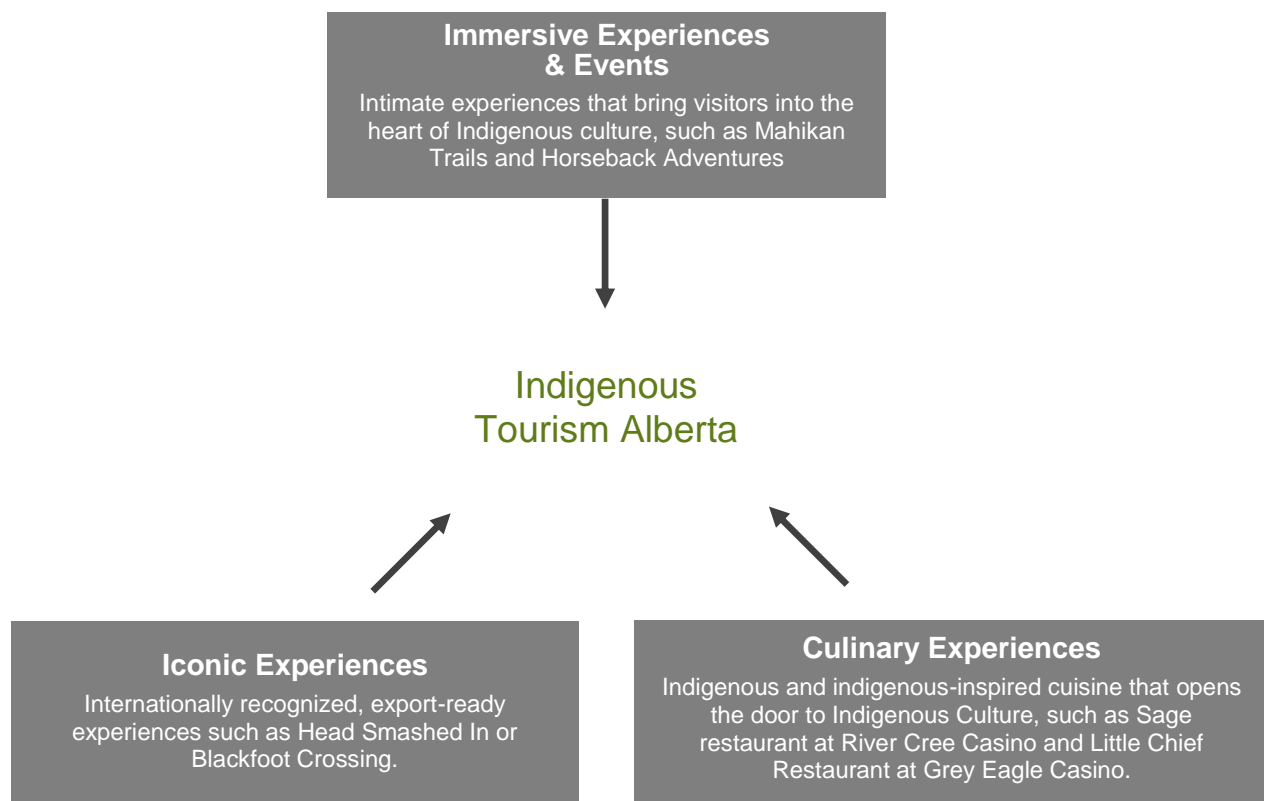 Immersive Experiences
& Events
Intimate experiences that bring visitors into the
heart of Indigenous culture, such as Mahikan
Trails and Horseback Adventures
Indigenous
Tourism Alberta
Iconic Experiences
Internationally recognized, export-ready
experiences such as Head Smashed In or
Blackfoot Crossing.
Culinary Experiences
Indigenous and indigenous-inspired cuisine that opens
the door to Indigenous Culture, such as Sage
restaurant at River Cree Casino and Little Chief
Restaurant at Grey Eagle Casino.